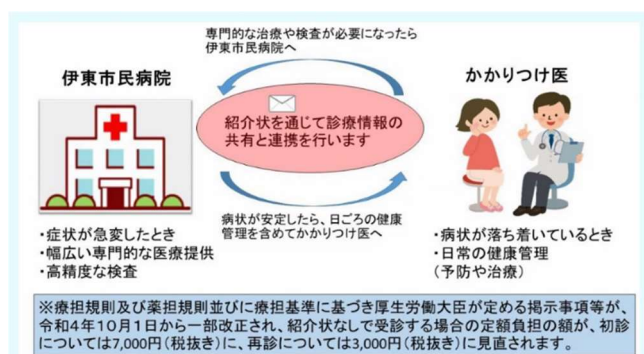 専門的な治療や検査が必要になったら
伊東市民病院へ
伊東市民病院
かかりつけ医
紹介状を通じて診療情報の
共有と連携を行います
病状が安定したら、日ごろの健康
管理を含めてかかりつけ医へ
・症状が急変したとき
・幅広い専門的な医療提供
・高精度な検査
・病状が落ち着いているとき
・日常の健康管理
(予防や治療)
※療担規則及び薬担規則並びに療担基準に基づき厚生労働大臣が定める掲示事項等が、
令和4年10月1日から一部改正され、紹介状なしで受診する場合の定額負担の額が、初診
については7,000円(税抜き)に、再診については3,000円(税抜き)に見直されます。